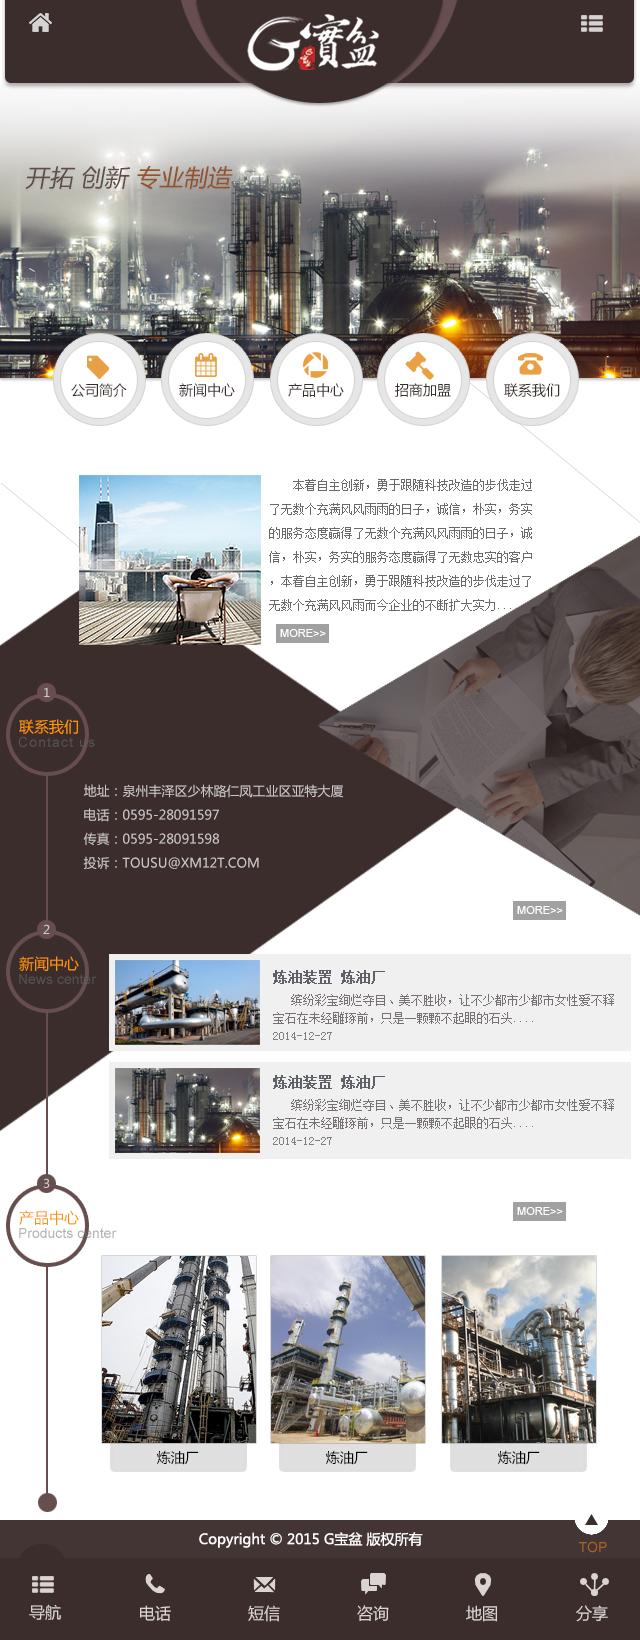 G寶盆
开拓 创新 专业制造
公司简介 新闻中心 产品中心 招商加盟 联系我们
本着自主创新，勇于跟随科技改造的步伐走过
了无数个充满风风雨雨的日子，诚信，朴实，务实
的服务态度赢得了无数个充满风风雨雨的日子，诚
信，朴实，务实的服务态度赢得了无数忠实的客户
，本着自主创新，勇于跟随科技改造的步伐走过了
无数个充满风风雨而今企业的不断扩大实力...
MORE>>
1
联系我们
Contact us
地址：泉州丰泽区少林路仁凤工业区亚特大厦
电话：0595-28091597
传真：0595-28091598
投诉：TOUSU@XM12T.COM
MORE>>
2
新闻中心
News center
炼油装置 炼油厂
缤纷彩宝绚烂夺目、美不胜收，让不少都市少都市女性爱不释
宝石在未经雕琢前，只是一颗颗不起眼的石头....
2014-12-27
炼油装置 炼油厂
缤纷彩宝绚烂夺目、美不胜收，让不少都市少都市女性爱不释
宝石在未经雕琢前，只是一颗颗不起眼的石头....
2014-12-27
3
产品中心
Products center
MORE>>
炼油厂 炼油厂 炼油厂
Copyright © 2015 G宝盆 版权所有
TOP
导航 电话 短信 咨询 地图 分享